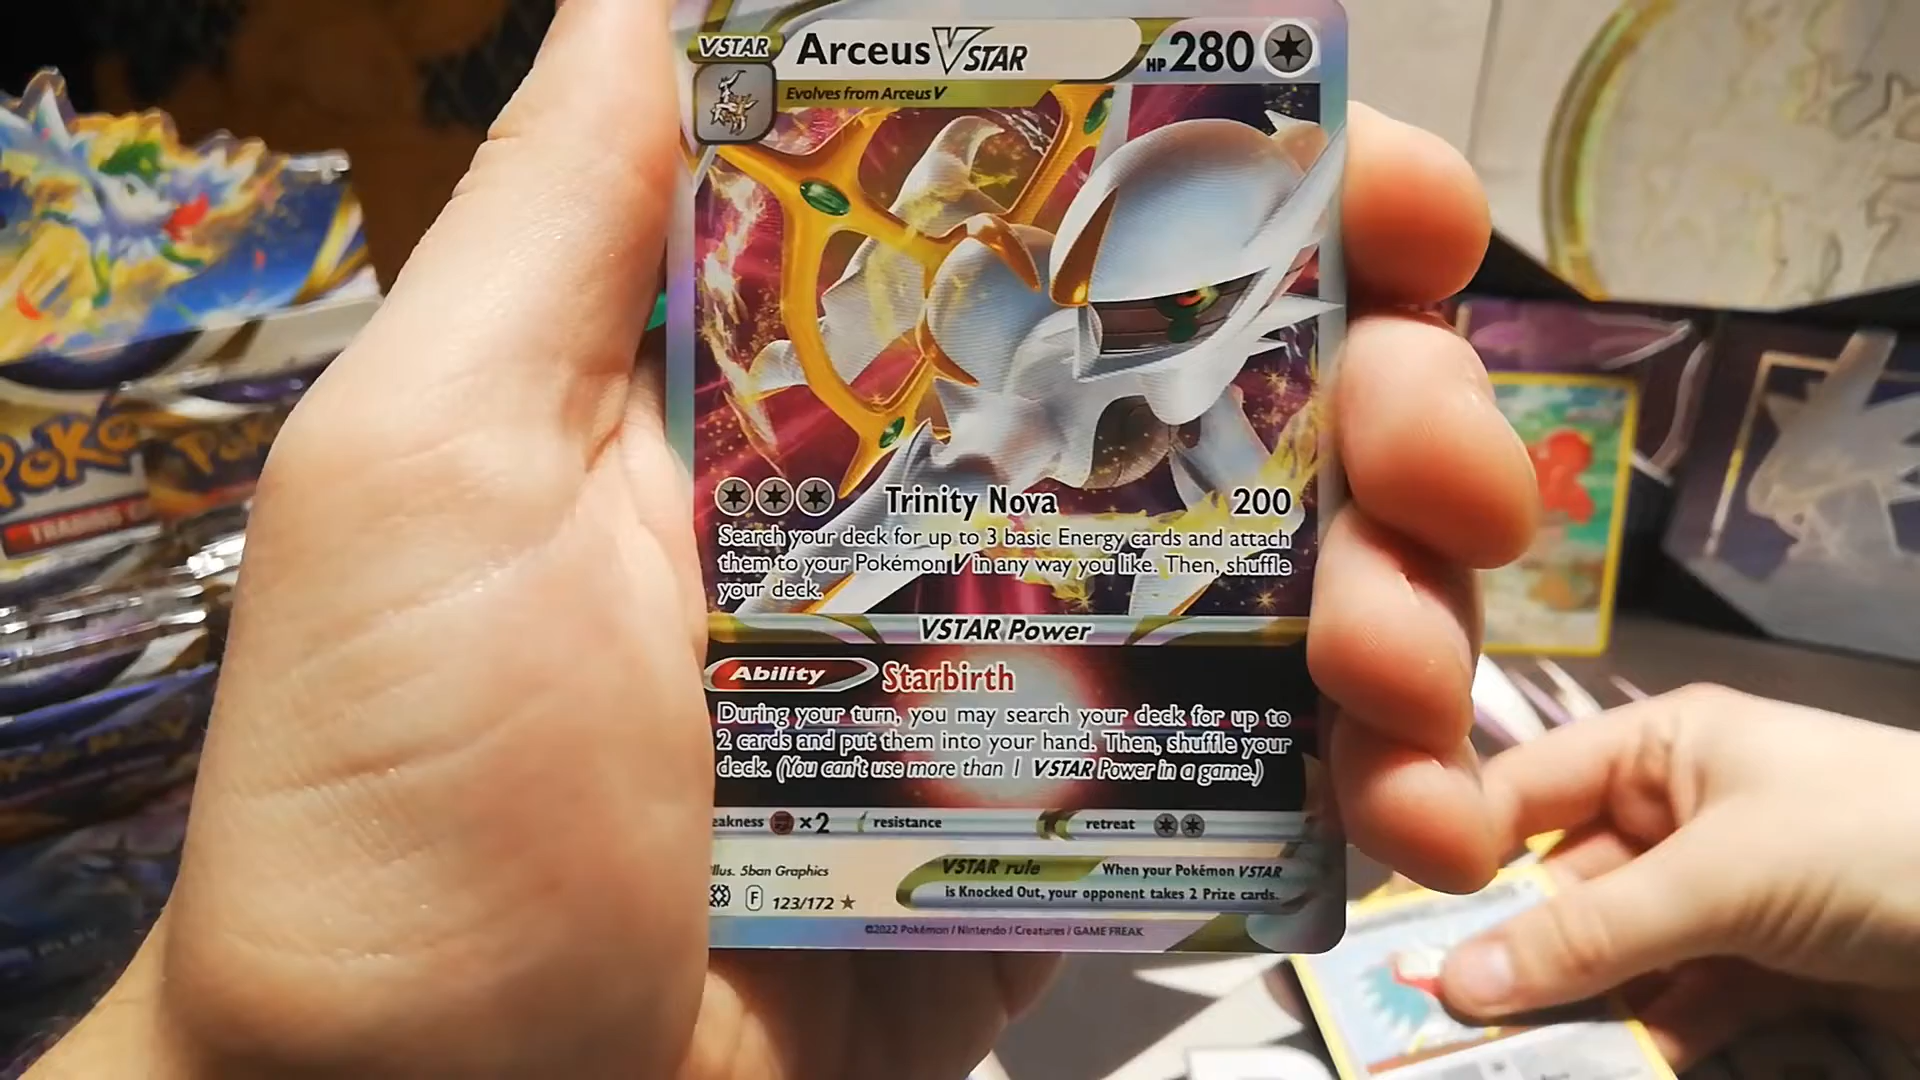 VSTAR
Arceus VSTAR
HP 280
Evolves from Arceus V
Trinity Nova 200
Search your deck for up to 3 basic Energy cards and attach
them to your Pokémon V in any way you like. Then, shuffle
your deck.
VSTAR Power
Ability Starbirth
During your turn, you may search your deck for up to
2 cards and put them into your hand. Then, shuffle your
deck. (You can't use more than 1 VSTAR Power in a game.)
eakness ×2 resistance retreat
llus. 5ban Graphics
F 123/172 ★
VSTAR rule When your Pokémon VSTAR
is Knocked Out, your opponent takes 2 Prize cards.
©2022 Pokémon / Nintendo / Creatures / GAME FREAK
Poké
TRADING